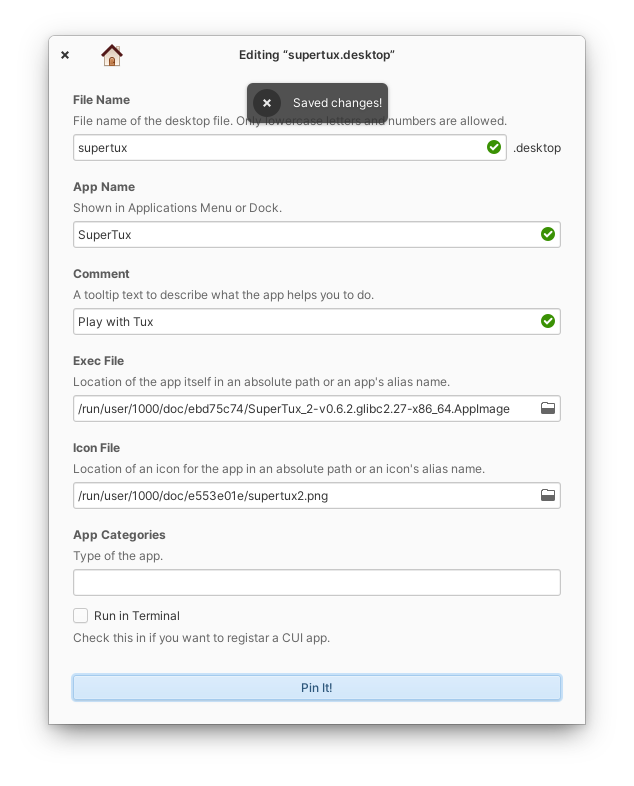 Editing “supertux.desktop”
Saved changes!
File Name
File name of the desktop file. Only lowercase letters and numbers are allowed.
supertux
.desktop
App Name
Shown in Applications Menu or Dock.
SuperTux
Comment
A tooltip text to describe what the app helps you to do.
Play with Tux
Exec File
Location of the app itself in an absolute path or an app's alias name.
/run/user/1000/doc/ebd75c74/SuperTux_2-v0.6.2.glibc2.27-x86_64.AppImage
Icon File
Location of an icon for the app in an absolute path or an icon's alias name.
/run/user/1000/doc/e553e01e/supertux2.png
App Categories
Type of the app.
Run in Terminal
Check this in if you want to registar a CUI app.
Pin It!